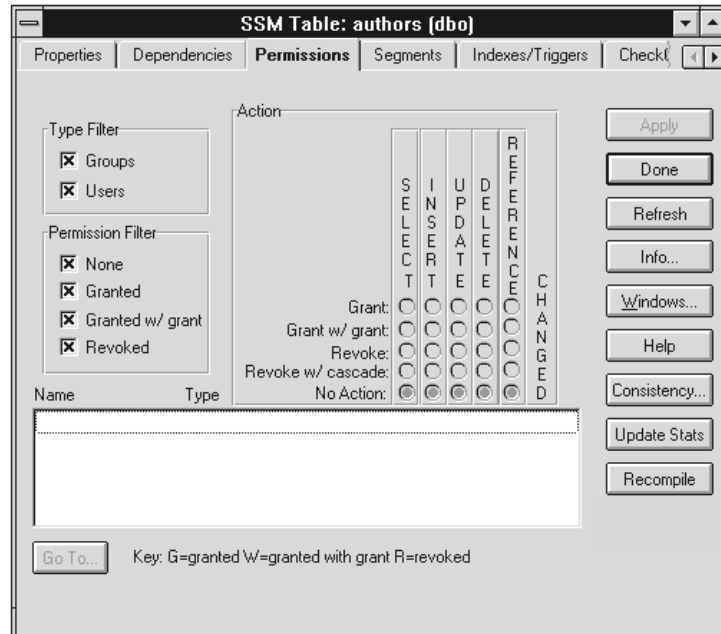 SSM Table: authors (dbo)
Properties Dependencies Permissions Segments Indexes/Triggers
Type Filter
Groups
Users
Permission Filter
None
Granted
Granted w/ grant
Revoked
Action
SELECT
INSERT
UPDATE
DELETE
REFERENCE
CHANGED
Grant:
Grant w/ grant:
Revoke:
Revoke w/ cascade:
No Action:
Apply
Done
Refresh
Info...
Windows...
Help
Consistency...
Update Stats
Recompile
Name Type
Go To... Key: G=granted W=granted with grant R=revoked